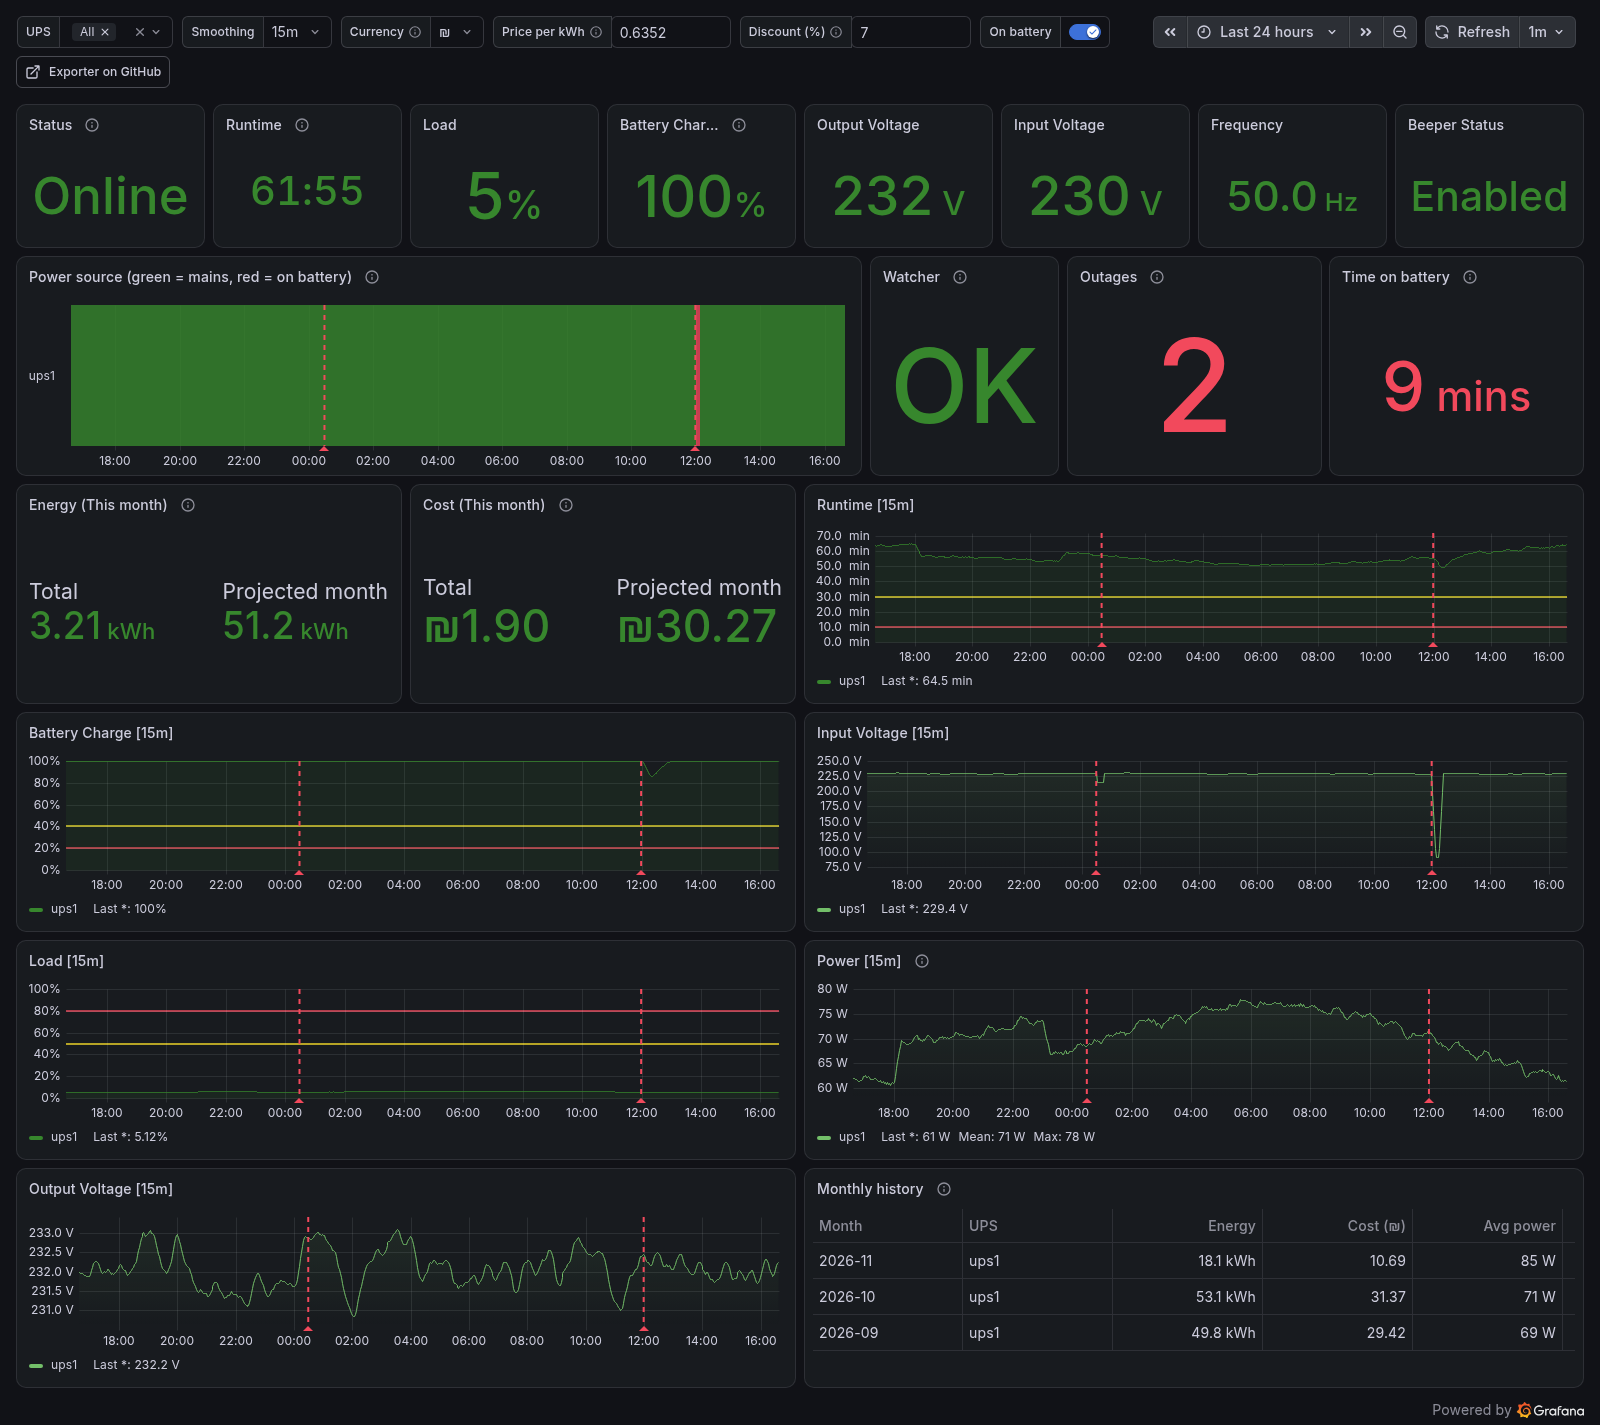 UPS All Smoothing 15m Currency ₪ Price per kWh 0.6352 Discount (%) 7 On battery Last 24 hours Refresh 1m
Exporter on GitHub
Status
Online
Runtime
61:55
Load
5%
Battery Char...
100%
Output Voltage
232 V
Input Voltage
230 V
Frequency
50.0 Hz
Beeper Status
Enabled
Power source (green = mains, red = on battery)
ups1
18:00 20:00 22:00 00:00 02:00 04:00 06:00 08:00 10:00 12:00 14:00 16:00
Watcher
OK
Outages
2
Time on battery
9 mins
Energy (This month)
Total
3.21 kWh
Projected month
51.2 kWh
Cost (This month)
Total
₪1.90
Projected month
₪30.27
Runtime [15m]
70.0 min
60.0 min
50.0 min
40.0 min
30.0 min
20.0 min
10.0 min
0.0 min
18:00 20:00 22:00 00:00 02:00 04:00 06:00 08:00 10:00 12:00 14:00 16:00
ups1 Last *: 64.5 min
Battery Charge [15m]
100%
80%
60%
40%
20%
0%
18:00 20:00 22:00 00:00 02:00 04:00 06:00 08:00 10:00 12:00 14:00 16:00
ups1 Last *: 100%
Input Voltage [15m]
250.0 V
225.0 V
200.0 V
175.0 V
150.0 V
125.0 V
100.0 V
75.0 V
18:00 20:00 22:00 00:00 02:00 04:00 06:00 08:00 10:00 12:00 14:00 16:00
ups1 Last *: 229.4 V
Load [15m]
100%
80%
60%
40%
20%
0%
18:00 20:00 22:00 00:00 02:00 04:00 06:00 08:00 10:00 12:00 14:00 16:00
ups1 Last *: 5.12%
Power [15m]
80 W
75 W
70 W
65 W
60 W
18:00 20:00 22:00 00:00 02:00 04:00 06:00 08:00 10:00 12:00 14:00 16:00
ups1 Last *: 61 W Mean: 71 W Max: 78 W
Output Voltage [15m]
233.0 V
232.5 V
232.0 V
231.5 V
231.0 V
18:00 20:00 22:00 00:00 02:00 04:00 06:00 08:00 10:00 12:00 14:00 16:00
ups1 Last *: 232.2 V
Monthly history
Month UPS Energy Cost (₪) Avg power
2026-11 ups1 18.1 kWh 10.69 85 W
2026-10 ups1 53.1 kWh 31.37 71 W
2026-09 ups1 49.8 kWh 29.42 69 W
Powered by Grafana